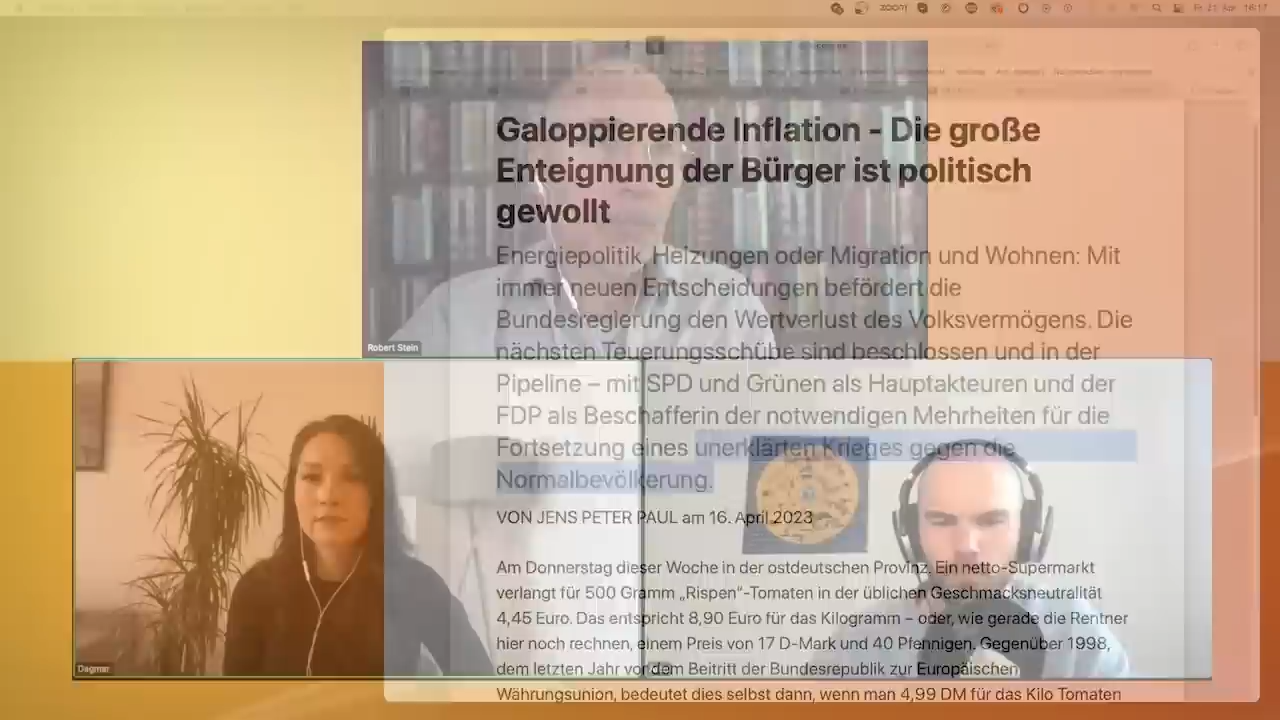 zoom
Fr. 21. Apr. 16:17
Galoppierende Inflation - Die große
Enteignung der Bürger ist politisch
gewollt
Energiepolitik, Heizungen oder Migration und Wohnen: Mit
immer neuen Entscheidungen befördert die
Bundesregierung den Wertverlust des Volksvermögens. Die
Robert Stein
nächsten Teuerungsschübe sind beschlossen und in der
Pipeline – mit SPD und Grünen als Hauptakteuren und der
FDP als Beschafferin der notwendigen Mehrheiten für die
Fortsetzung eines unerklärten Krieges gegen die
Normalbevölkerung.
VON JENS PETER PAUL am 16. April 2023
Am Donnerstag dieser Woche in der ostdeutschen Provinz. Ein netto-Supermarkt
verlangt für 500 Gramm „Rispen“-Tomaten in der üblichen Geschmacksneutralität
4,45 Euro. Das entspricht 8,90 Euro für das Kilogramm – oder, wie gerade die Rentner
hier noch rechnen, einem Preis von 17 D-Mark und 40 Pfennigen. Gegenüber 1998,
dem letzten Jahr vor dem Beitritt der Bundesrepublik zur Europäischen
Dagmar
Währungsunion, bedeutet dies selbst dann, wenn man 4,99 DM für das Kilo Tomaten